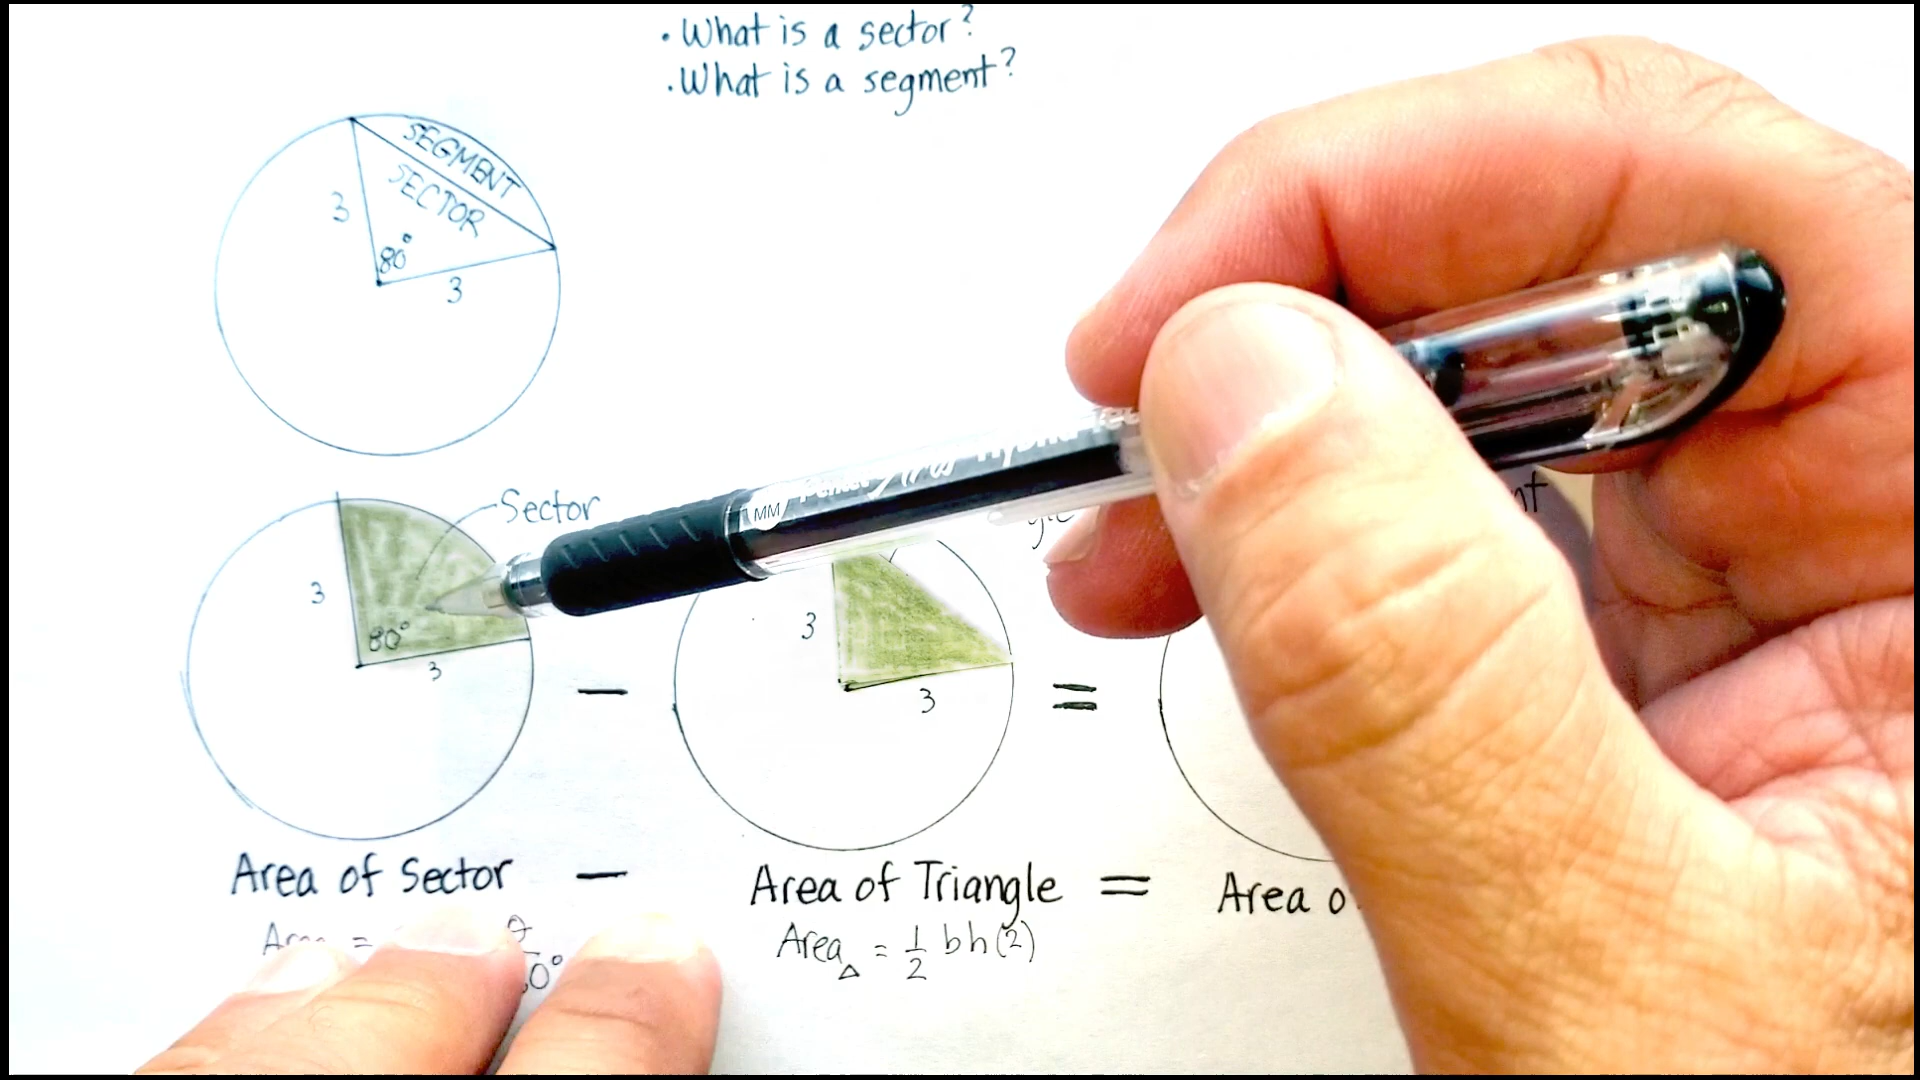 • What is a sector?
• What is a segment?
SEGMENT
SECTOR
3
80°
3
Sector
3
80°
3
−
3
3
=
MM
Area of Sector − Area of Triangle = Area
= θ
Area△ = 1/2 bh(2)